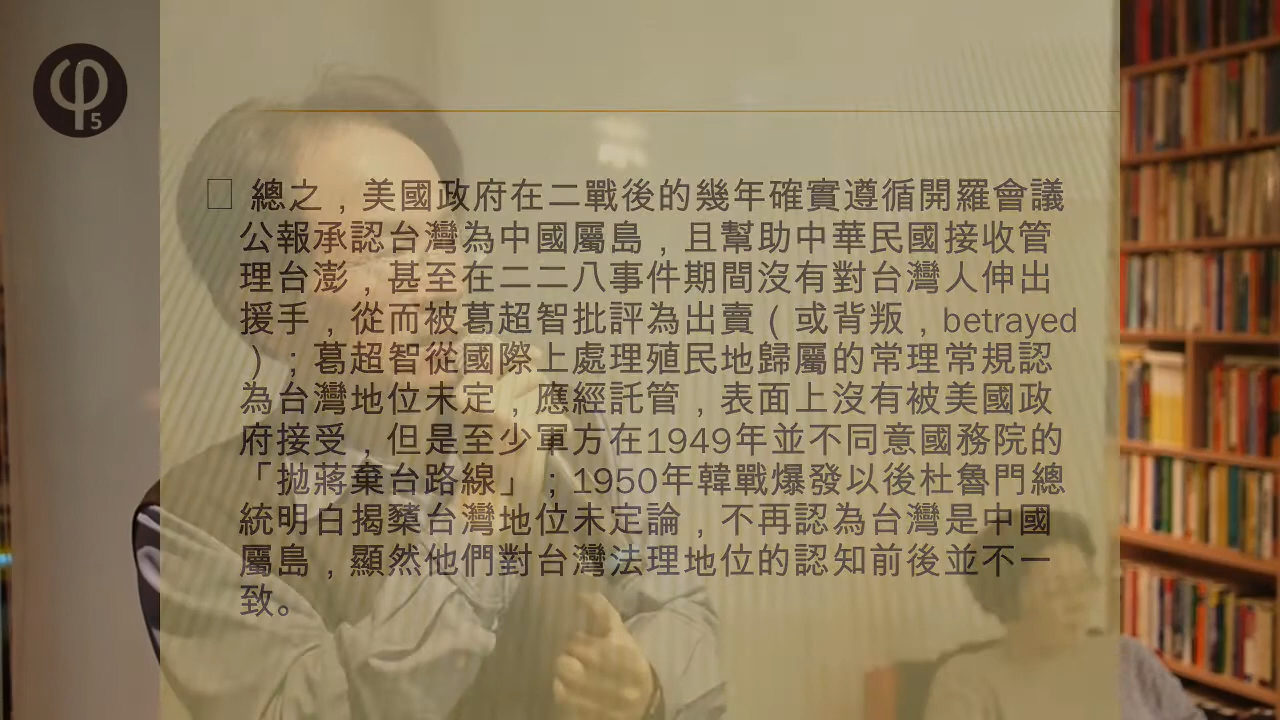 φ5
總之，美國政府在二戰後的幾年確實遵循開羅會議
公報承認台灣為中國屬島，且幫助中華民國接收管
理台澎，甚至在二二八事件期間沒有對台灣人伸出
援手，從而被葛超智批評為出賣（或背叛，betrayed
）；葛超智從國際上處理殖民地歸屬的常理常規認
為台灣地位未定，應經託管，表面上沒有被美國政
府接受，但是至少軍方在1949年並不同意國務院的
「拋蔣棄台路線」；1950年韓戰爆發以後杜魯門總
統明白揭櫫台灣地位未定論，不再認為台灣是中國
屬島，顯然他們對台灣法理地位的認知前後並不一
致。